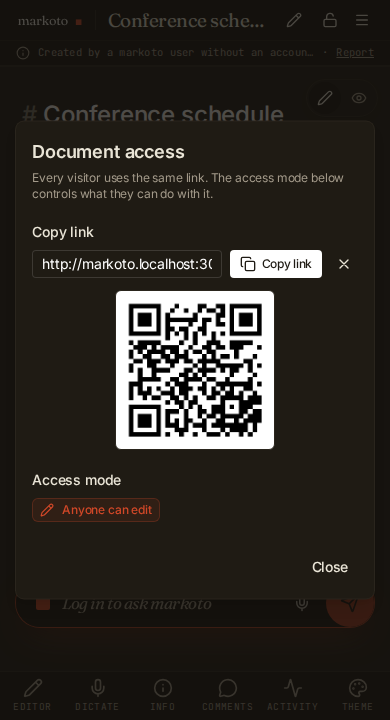 markoto
Conference sche...
Created by a markoto user without an accoun… · Report
# Conference schedule
Document access
Every visitor uses the same link. The access mode below
controls what they can do with it.
Copy link
http://markoto.localhost:30
Copy link
Access mode
Anyone can edit
Close
Log in to ask markoto
EDITOR DICTATE INFO COMMENTS ACTIVITY THEME